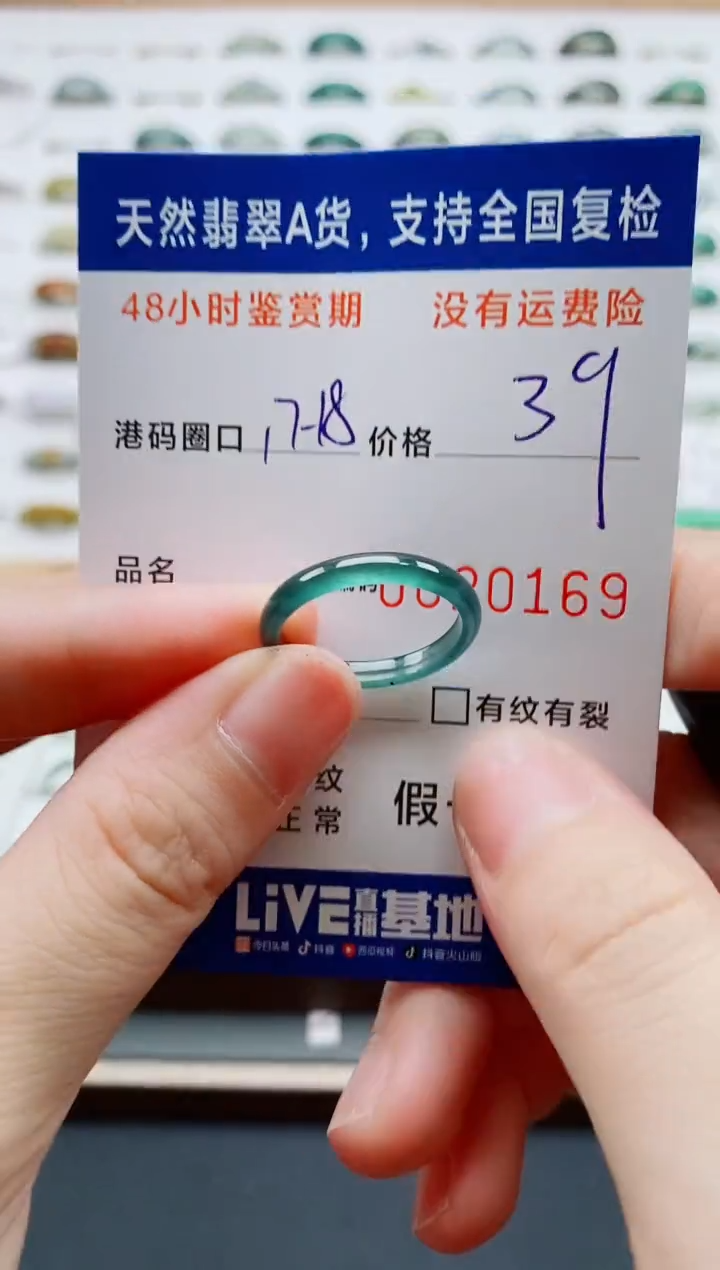 天然翡翠A货，支持全国复检
48小时鉴赏期 没有运费险
港码圈口 17-18 价格 39
品名
0020169
□有纹有裂
纹
正常 假
LiVE直播基地
今日头条 抖音 西瓜视频 抖音火山版